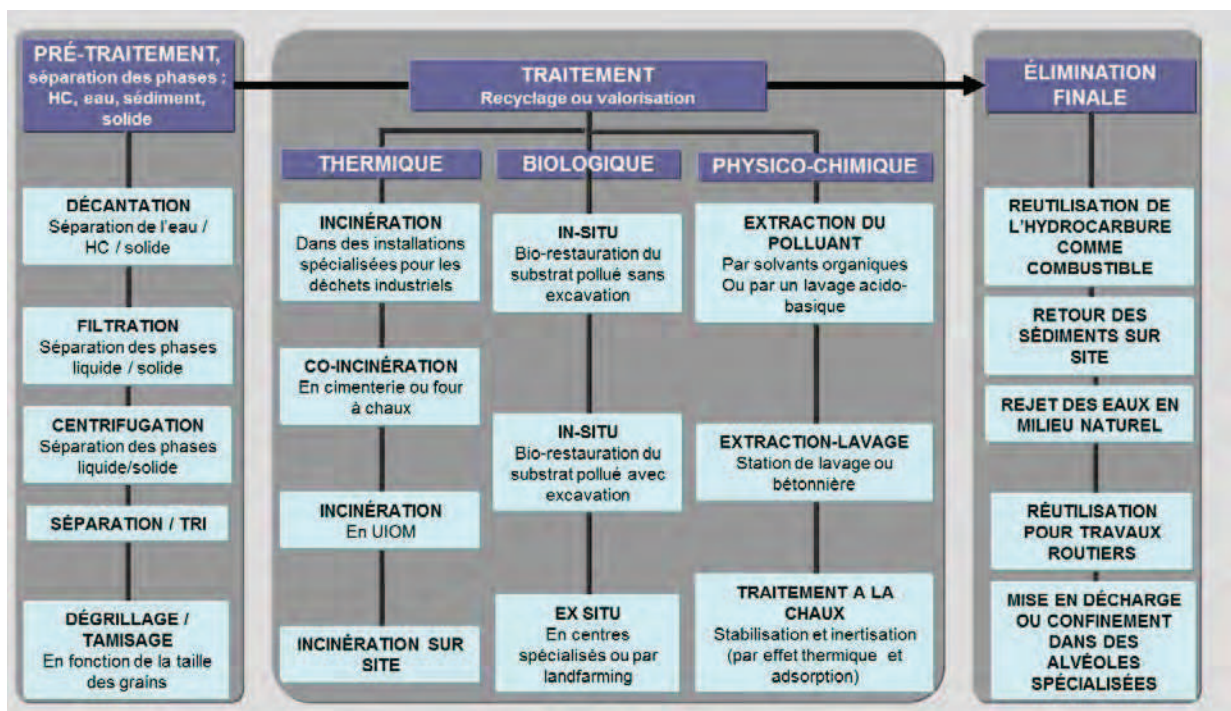 PRÉ-TRAITEMENT,
séparation des phases :
HC, eau, sédiment,
solide
DÉCANTATION
Séparation de l'eau /
HC / solide
FILTRATION
Séparation des phases
liquide / solide
CENTRIFUGATION
Séparation des phases
liquide/solide
SÉPARATION / TRI
DÉGRILLAGE /
TAMISAGE
En fonction de la taille
des grains
TRAITEMENT
Recyclage ou valorisation
THERMIQUE
INCINÉRATION
Dans des installations
spécialisées pour les
déchets industriels
CO-INCINÉRATION
En cimenterie ou four
à chaux
INCINÉRATION
En UIOM
INCINÉRATION SUR
SITE
BIOLOGIQUE
IN-SITU
Bio-restauration du
substrat pollué sans
excavation
IN-SITU
Bio-restauration du
substrat pollué avec
excavation
EX SITU
En centres
spécialisés ou par
landfarming
PHYSICO-CHIMIQUE
EXTRACTION DU
POLLUANT
Par solvants organiques
Ou par un lavage acido-
basique
EXTRACTION-LAVAGE
Station de lavage ou
bétonnière
TRAITEMENT A LA
CHAUX
Stabilisation et inertisation
(par effet thermique et
adsorption)
ÉLIMINATION
FINALE
REUTILISATION DE
L'HYDROCARBURE
COMME
COMBUSTIBLE
RETOUR DES
SÉDIMENTS SUR
SITE
REJET DES EAUX EN
MILIEU NATUREL
RÉUTILISATION
POUR TRAVAUX
ROUTIERS
MISE EN DÉCHARGE
OU CONFINEMENT
DANS DES
ALVÉOLES
SPÉCIALISÉES